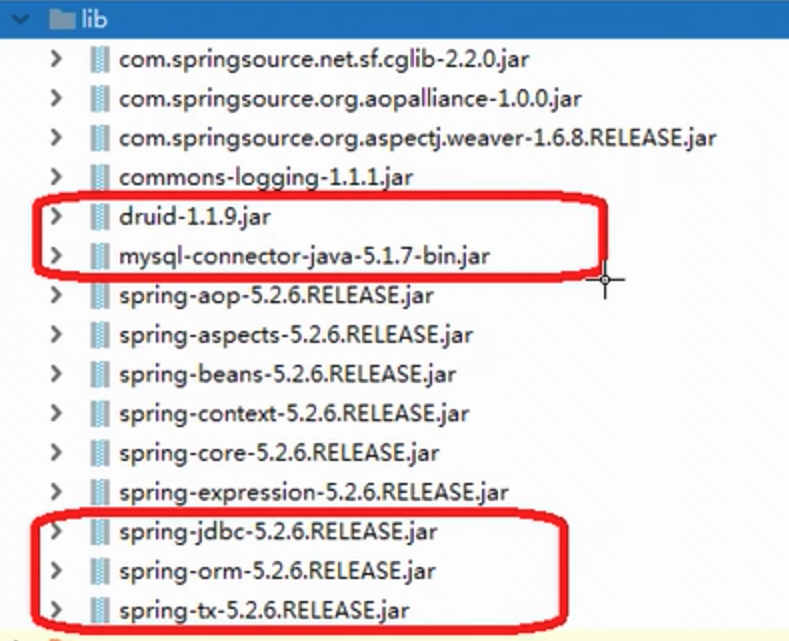 lib
com.springsource.net.sf.cglib-2.2.0.jar
com.springsource.org.aopalliance-1.0.0.jar
com.springsource.org.aspectj.weaver-1.6.8.RELEASE.jar
commons-logging-1.1.1.jar
druid-1.1.9.jar
mysql-connector-java-5.1.7-bin.jar
spring-aop-5.2.6.RELEASE.jar
spring-aspects-5.2.6.RELEASE.jar
spring-beans-5.2.6.RELEASE.jar
spring-context-5.2.6.RELEASE.jar
spring-core-5.2.6.RELEASE.jar
spring-expression-5.2.6.RELEASE.jar
spring-jdbc-5.2.6.RELEASE.jar
spring-orm-5.2.6.RELEASE.jar
spring-tx-5.2.6.RELEASE.jar